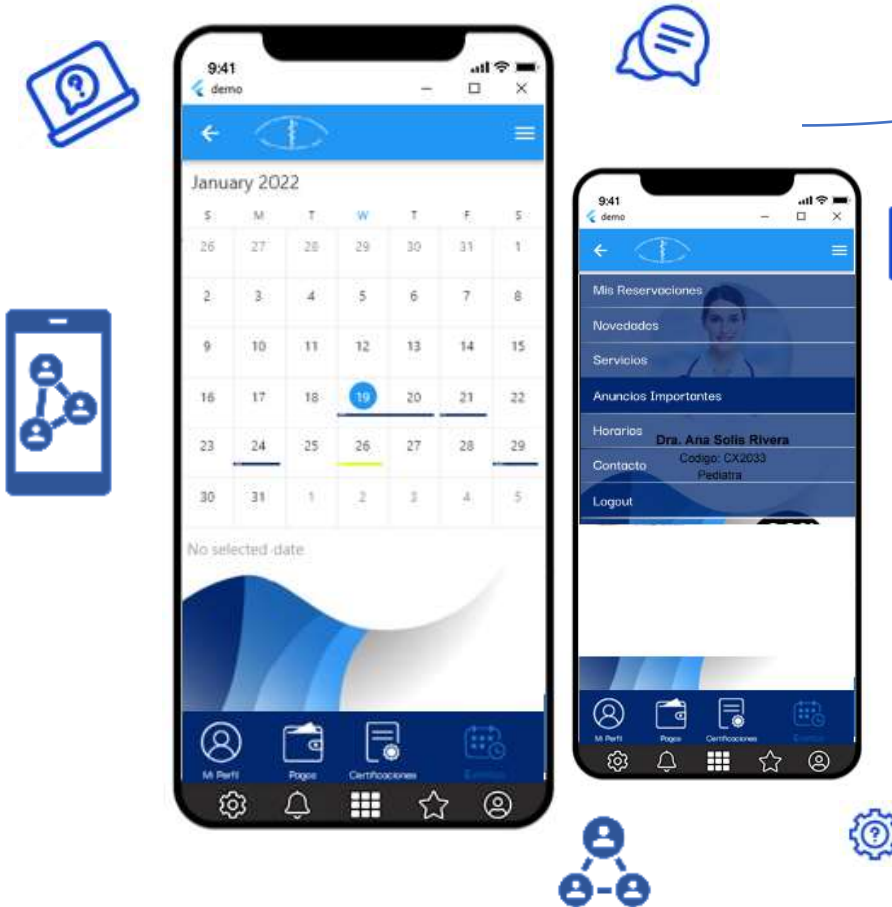 9:41
demo
January 2022
S M T W T F S
26 27 28 29 30 31 1
2 3 4 5 6 7 8
9 10 11 12 13 14 15
16 17 18 19 20 21 22
23 24 25 26 27 28 29
30 31 1 2 3 4 5
No selected date
Mi Perfil Pagos Certificaciones Eventos
9:41
demo
Mis Reservaciones
Novedades
Servicios
Anuncios Importantes
Horarios
Dra. Ana Solis Rivera
Contacto
Codigo: CX2033
Pediatra
Logout
Mi Perfil Pagos Certificaciones Eventos